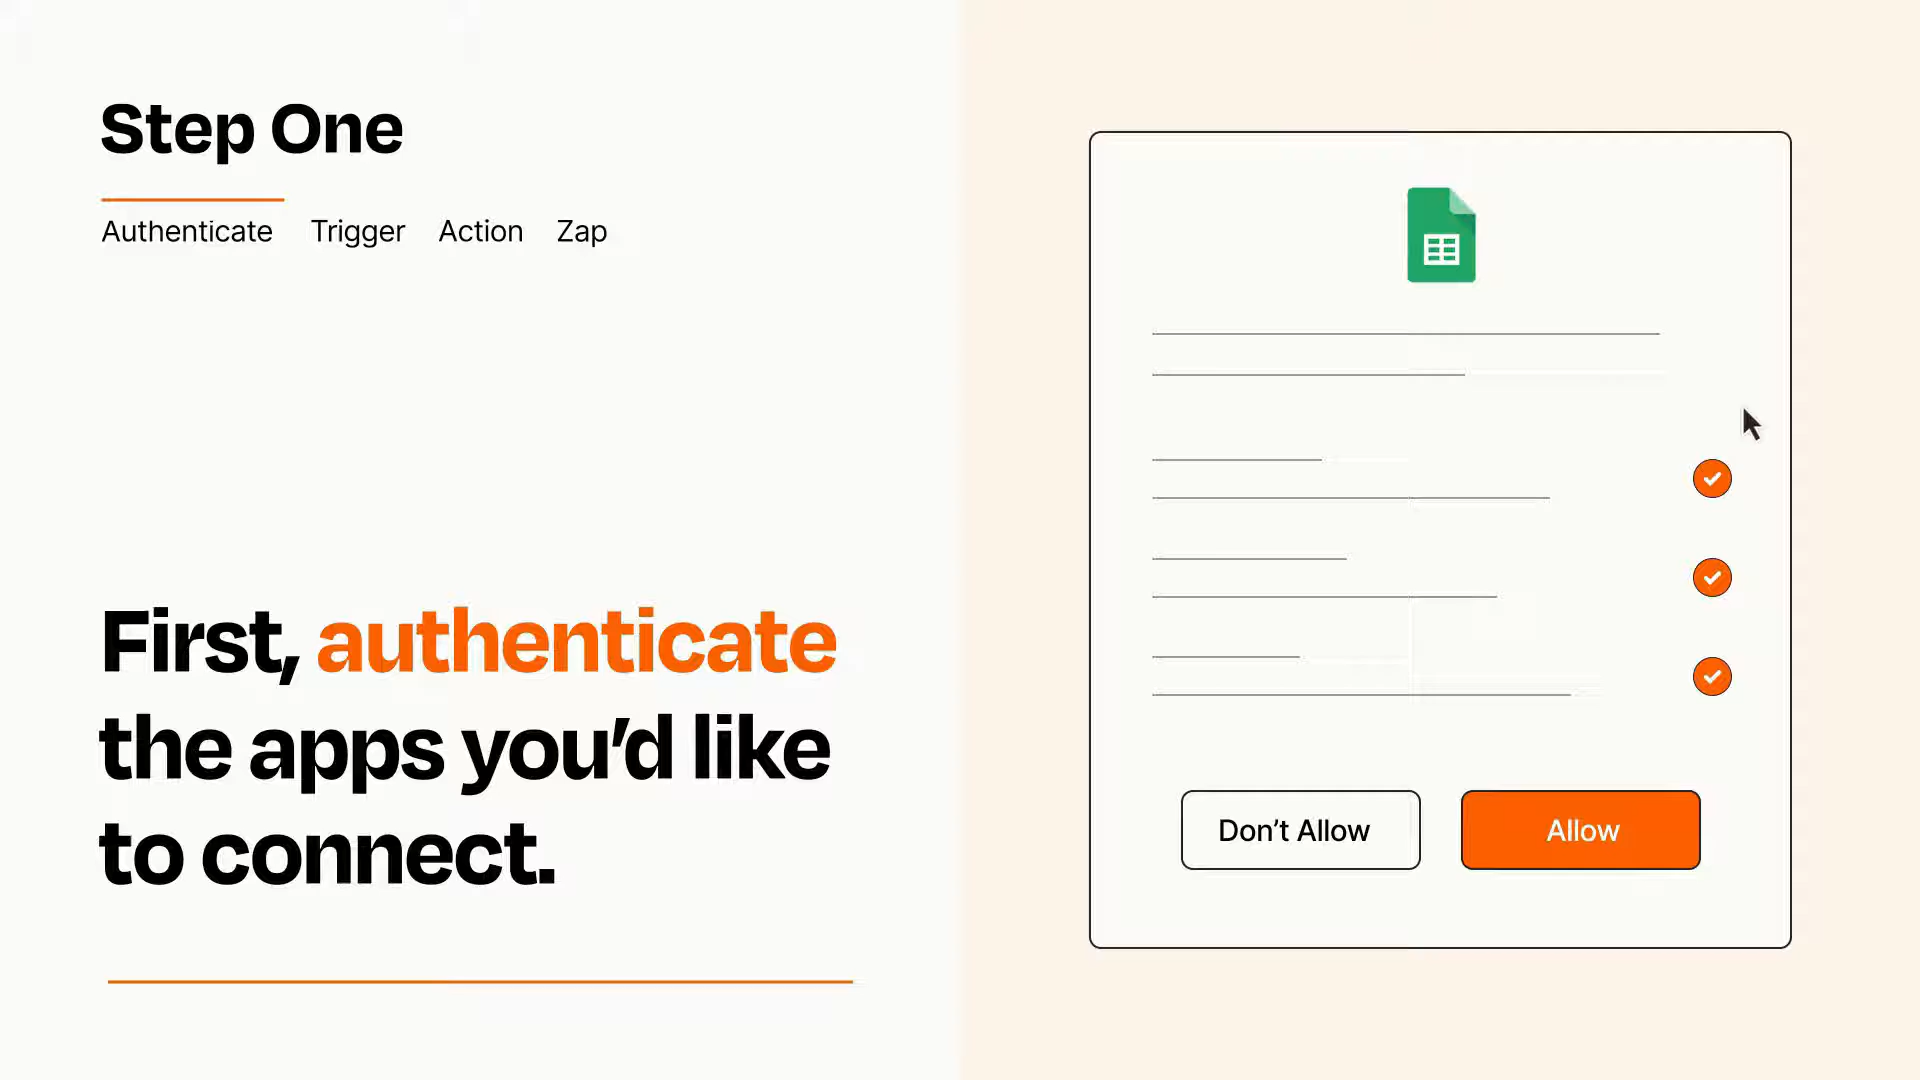 Step One
Authenticate Trigger Action Zap
First, authenticate
the apps you’d like
to connect.
Don’t Allow
Allow